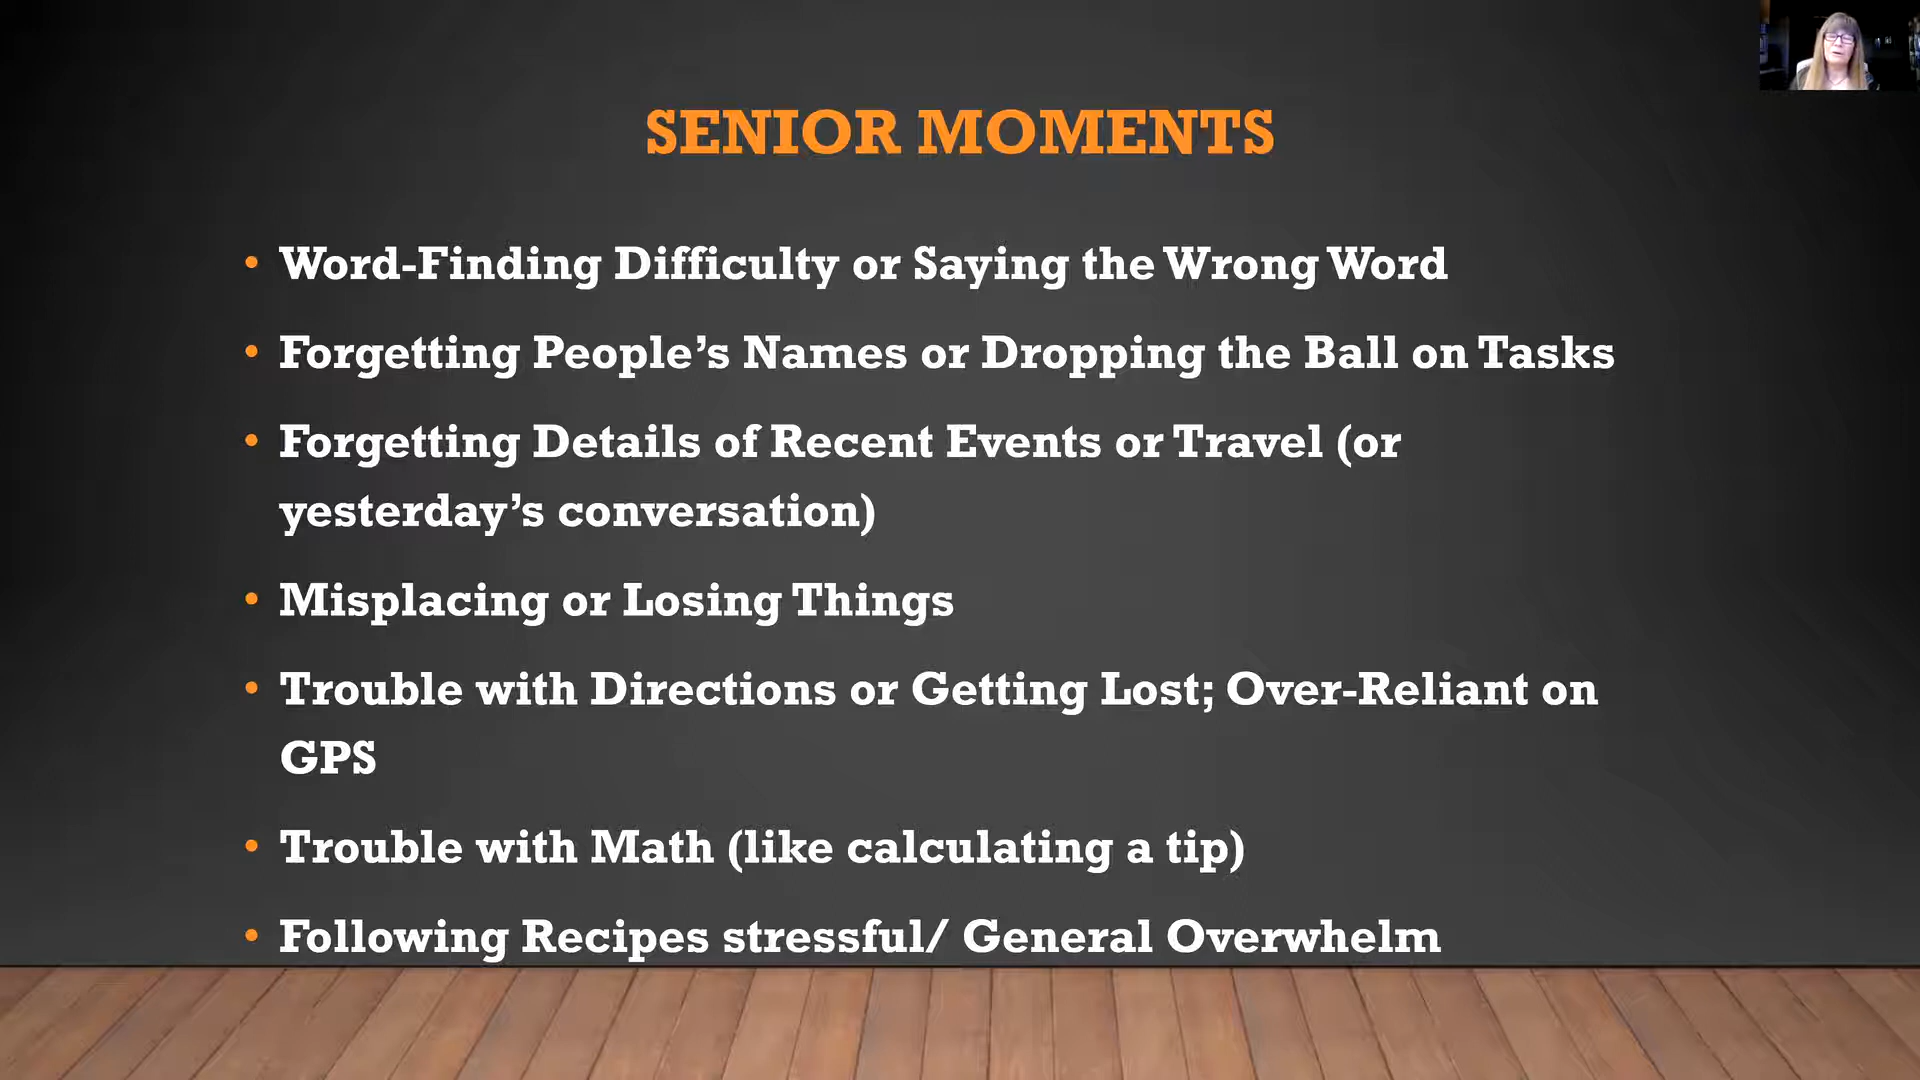 SENIOR MOMENTS
• Word-Finding Difficulty or Saying the Wrong Word
• Forgetting People’s Names or Dropping the Ball on Tasks
• Forgetting Details of Recent Events or Travel (or
yesterday’s conversation)
• Misplacing or Losing Things
• Trouble with Directions or Getting Lost; Over-Reliant on
GPS
• Trouble with Math (like calculating a tip)
• Following Recipes stressful/ General Overwhelm